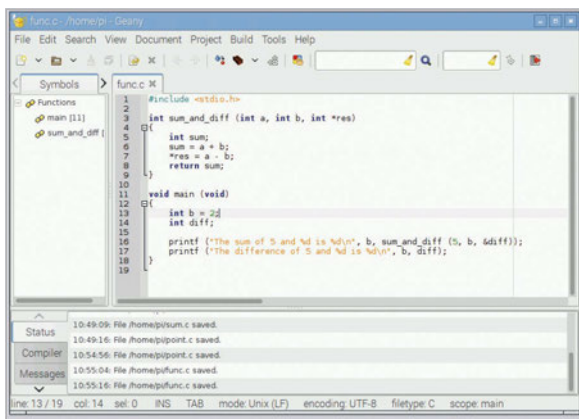 func.c - /home/pi - Geany
File Edit Search View Document Project Build Tools Help
Symbols
func.c
Functions
main [11]
sum_and_diff [
1 #include <stdio.h>
2
3 int sum_and_diff (int a, int b, int *res)
4 {
5 int sum;
6 sum = a + b;
7 *res = a - b;
8 return sum;
9 }
10
11 void main (void)
12 {
13 int b = 2;
14 int diff;
15
16 printf ("The sum of 5 and %d is %d\n", b, sum_and_diff (5, b, &diff));
17 printf ("The difference of 5 and %d is %d\n", b, diff);
18 }
19
Status
Compiler
Messages
10:49:09: File /home/pi/sum.c saved.
10:49:16: File /home/pi/point.c saved.
10:54:56: File /home/pi/point.c saved.
10:55:04: File /home/pi/func.c saved.
10:55:16: File /home/pi/func.c saved.
line: 13 / 19 col: 14 sel: 0 INS TAB mode: Unix (LF) encoding: UTF-8 filetype: C scope: main